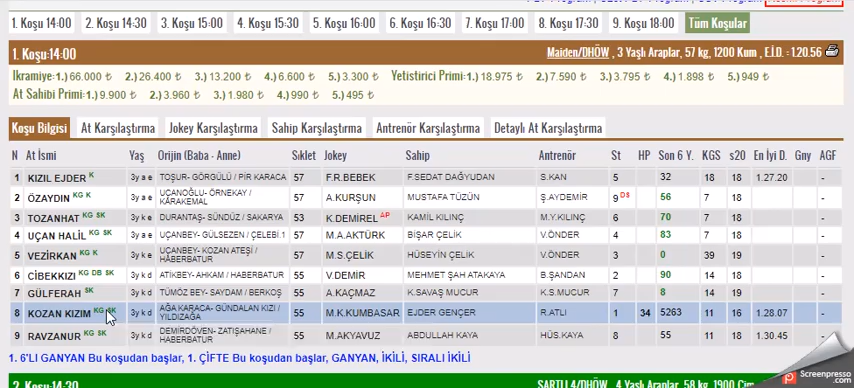 1. Koşu 14:00 2. Koşu 14:30 3. Koşu 15:00 4. Koşu 15:30 5. Koşu 16:00 6. Koşu 16:30 7. Koşu 17:00 8. Koşu 17:30 9. Koşu 18:00 Tüm Koşular
1. Koşu:14:00 Maiden/DHÖW , 3 Yaşlı Araplar, 57 kg, 1200 Kum , E.İ.D. :1.20.56
Ikramiye:1.) 66.000 ₺ 2.) 26.400 ₺ 3.) 13.200 ₺ 4.) 6.600 ₺ 5.) 3.300 ₺ Yetistirici Primi:1.) 18.975 ₺ 2.) 7.590 ₺ 3.) 3.795 ₺ 4.) 1.898 ₺ 5.) 949 ₺
At Sahibi Primi:1.) 9.900 ₺ 2.) 3.960 ₺ 3.) 1.980 ₺ 4.) 990 ₺ 5.) 495 ₺
Koşu Bilgisi At Karşılaştırma Jokey Karşılaştırma Sahip Karşılaştırma Antrenör Karşılaştırma Detaylı At Karşılaştırma
N At İsmi Yaş Orijin (Baba - Anne) Sıklet Jokey Sahip Antrenör St HP Son 6 Y. KGS s20 En İyi D. Gny AGF
1 KIZIL EJDER K 3y a e TOŞUR- GÖRGÜLÜ / PİR KARACA 57 F.R.BEBEK F.SEDAT DAĞYUDAN S.KAN 5 32 18 18 1.27.20 -
2 ÖZAYDIN KG K 3y a e UÇANOĞLU- ÖRNEKAY / KARAKEMAL 57 A.KURŞUN MUSTAFA TÜZÜN Ş.AYDEMİR 9 DS 56 7 18 -
3 TOZANHAT KG SK 3y k e DURANTAŞ- SÜNDÜZ / SAKARYA 53 K.DEMİREL AP KAMİL KILINÇ M.Y.KILINÇ 6 70 7 18 -
4 UÇAN HALİL KG SK 3y k e UÇANBEY- GÜLSEZEN / ÇELEBİ.1 57 M.A.AKTÜRK BİŞAR ÇELİK V.ÖNDER 4 83 7 18 -
5 VEZİRKAN KG K 3y k e UÇANBEY- KOZAN ATEŞİ / HABERBATUR 57 M.S.ÇELİK HÜSEYİN ÇELİK V.ÖNDER 3 0 39 19 -
6 CİBEKKIZI KG DB SK 3y k d ATİKBEY- AHKAM / HABERBATUR 55 V.DEMİR MEHMET ŞAH ATAKAYA B.ŞANDAN 2 90 14 18 -
7 GÜLFERAH SK 3y k d TÜMÖZ BEY- SAYDAM / BERKOŞ 55 A.KAÇMAZ K.SAVAŞ MUCUR K.S.MUCUR 7 8 14 19 -
8 KOZAN KIZIM KG SK 3y k d AĞA KARACA- GÜNDALAN KIZI / YILDIZAĞA 55 M.K.KUMBASAR EJDER GENÇER R.ATLI 1 34 5263 11 16 1.28.07 -
9 RAVZANUR KG SK 3y k d DEMİRDÖVEN- ZATIŞAHANE / HABERBATUR 55 M.AKYAVUZ ABDULLAH KAYA HÜS.KAYA 8 55 11 18 1.30.45
1. 6'LI GANYAN Bu koşudan başlar, 1. ÇİFTE Bu koşudan başlar, GANYAN, İKİLİ, SIRALI İKİLİ
Screenpresso
.com